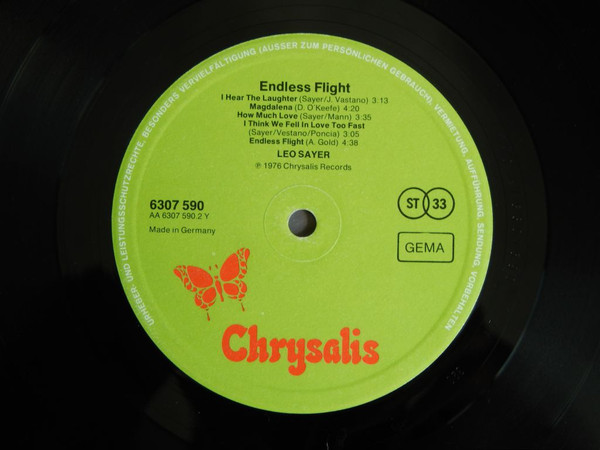 URHEBER- UND LEISTUNGSSCHUTZRECHTE, BESONDERS VERVIELFÄLTIGUNG (AUSSER ZUM PERSÖNLICHEN GEBRAUCH), VERMIETUNG, AUFFÜHRUNG, SENDUNG, VORBEHALTEN
Endless Flight
I Hear The Laughter (Sayer/J. Vastano) 3:13
Magdalena (D. O'Keefe) 4:20
How Much Love (Sayer/Mann) 3:35
I Think We Fell In Love Too Fast
(Sayer/Vestano/Poncia) 3:05
Endless Flight (A. Gold) 4:38
LEO SAYER
℗ 1976 Chrysalis Records
6307 590
AA 6307 590.2 Y
Made in Germany
ST 33
GEMA
Chrysalis